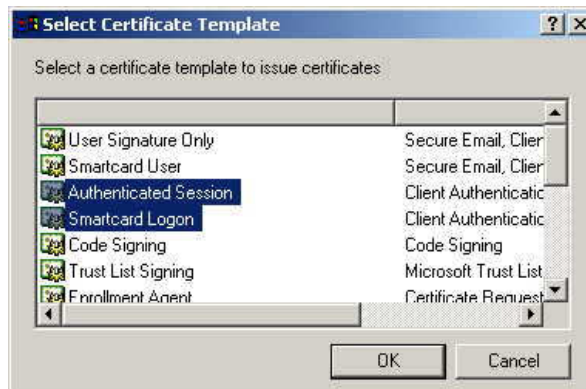 Select Certificate Template
Select a certificate template to issue certificates
User Signature Only Secure Email, Clien
Smartcard User Secure Email, Clien
Authenticated Session Client Authenticatic
Smartcard Logon Client Authenticatic
Code Signing Code Signing
Trust List Signing Microsoft Trust List
Enrollment Agent Certificate Request
OK Cancel